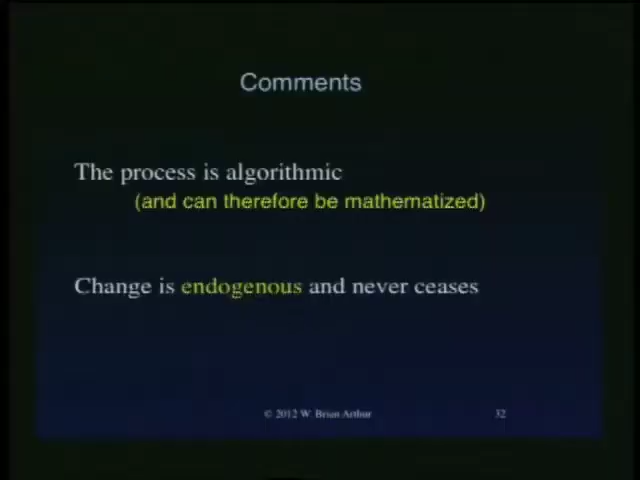 Comments
The process is algorithmic
(and can therefore be mathematized)
Change is endogenous and never ceases
© 2012 W. Brian Arthur
32